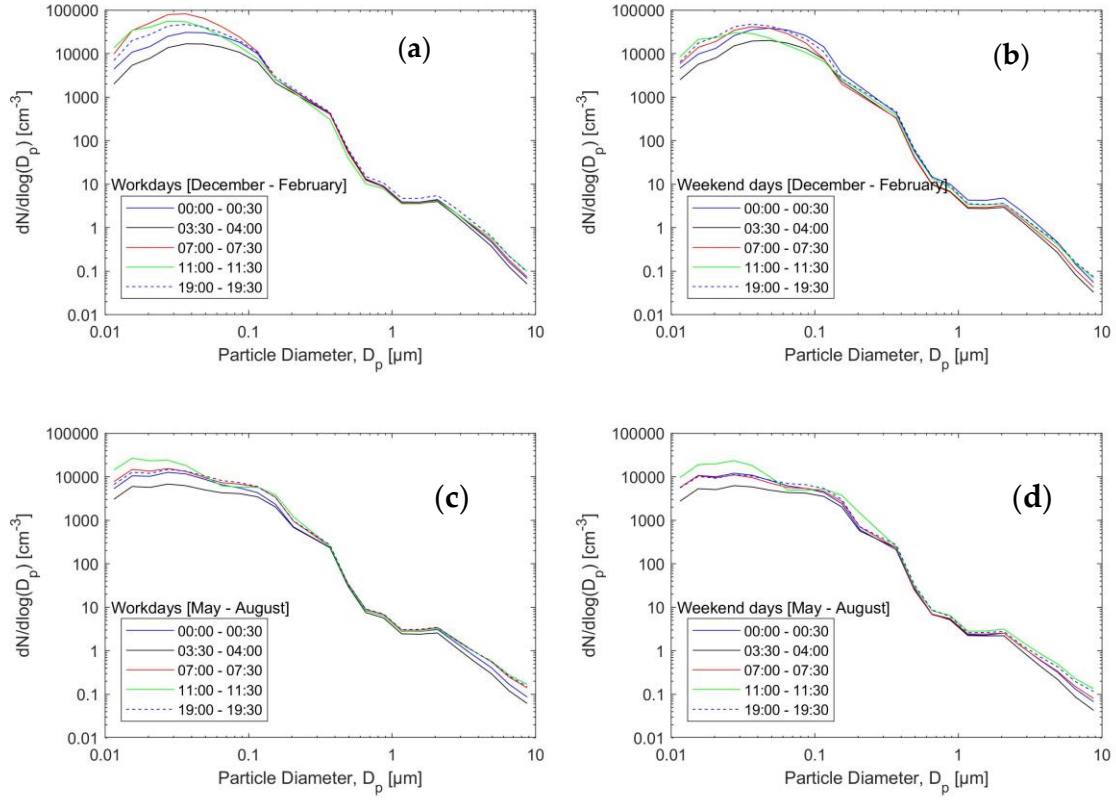 (a)
100000
10000
1000
100
10
1
0.1
0.01
dN/dlog(D_p) [cm^-3]
Workdays [December - February]
00:00 - 00:30
03:30 - 04:00
07:00 - 07:30
11:00 - 11:30
19:00 - 19:30
0.01 0.1 1 10
Particle Diameter, D_p [µm]
(b)
100000
10000
1000
100
10
1
0.1
0.01
dN/dlog(D_p) [cm^-3]
Weekend days [December - February]
00:00 - 00:30
03:30 - 04:00
07:00 - 07:30
11:00 - 11:30
19:00 - 19:30
0.01 0.1 1 10
Particle Diameter, D_p [µm]
(c)
100000
10000
1000
100
10
1
0.1
0.01
dN/dlog(D_p) [cm^-3]
Workdays [May - August]
00:00 - 00:30
03:30 - 04:00
07:00 - 07:30
11:00 - 11:30
19:00 - 19:30
0.01 0.1 1 10
Particle Diameter, D_p [µm]
(d)
100000
10000
1000
100
10
1
0.1
0.01
dN/dlog(D_p) [cm^-3]
Weekend days [May - August]
00:00 - 00:30
03:30 - 04:00
07:00 - 07:30
11:00 - 11:30
19:00 - 19:30
0.01 0.1 1 10
Particle Diameter, D_p [µm]